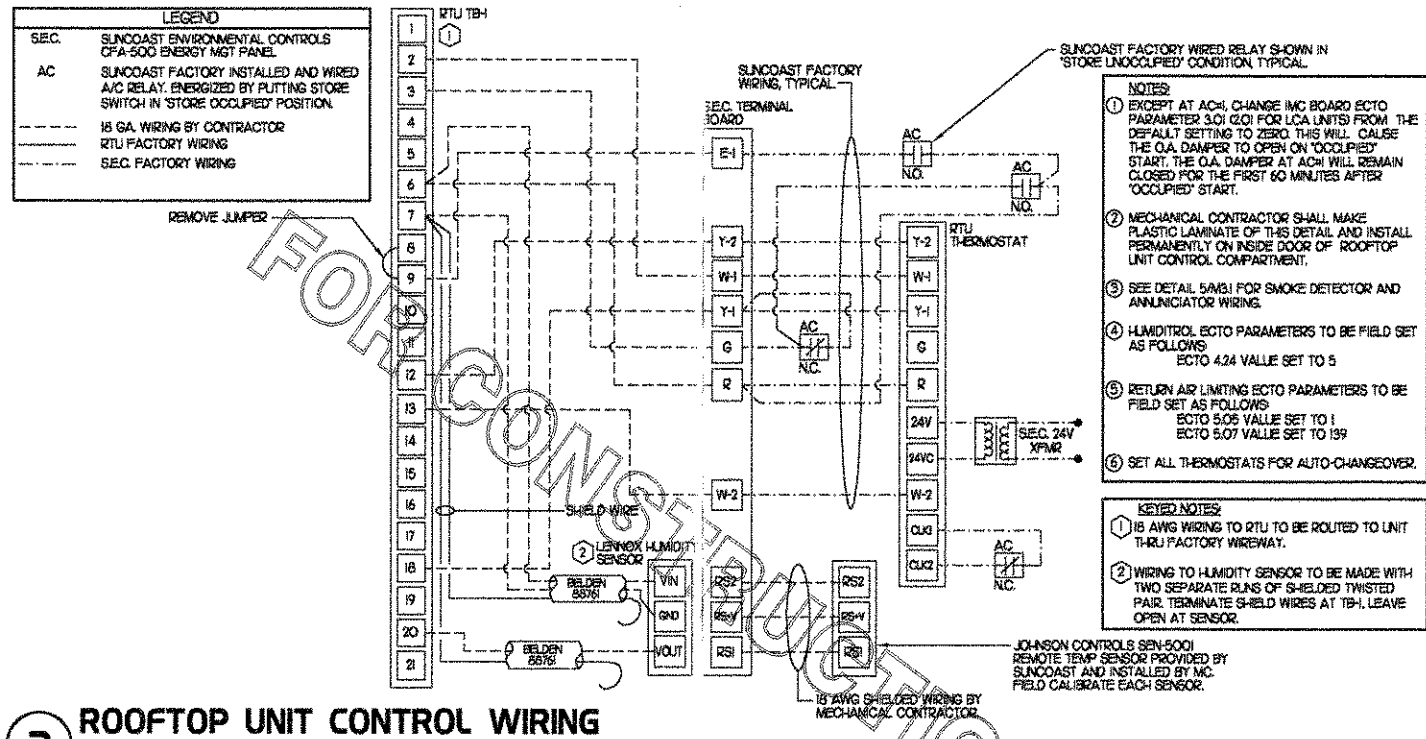 LEGEND
S.E.C. SUNCOAST ENVIRONMENTAL CONTROLS
CFA-500 ENERGY MGT PANEL
AC SUNCOAST FACTORY INSTALLED AND WIRED
A/C RELAY. ENERGIZED BY PUTTING STORE
SWITCH IN "STORE OCCUPIED" POSITION.
18 GA. WIRING BY CONTRACTOR
RTU FACTORY WIRING
S.E.C. FACTORY WIRING
REMOVE JUMPER
RTU TB-1
1
1
2
3
4
5
6
7
8
9
10
11
12
13
14
15
16
17
18
19
20
21
SHIELD WIRE
2 LENNOX HUMIDITY
SENSOR
BELDEN
88761
BELDEN
88761
VIN
GND
VOUT
SUNCOAST FACTORY
WIRING, TYPICAL
S.E.C. TERMINAL
BOARD
E-1
Y-2
W-1
Y-1
G
R
W-2
RS2
RS+V
RS1
SUNCOAST FACTORY WIRED RELAY SHOWN IN
"STORE UNOCCUPIED" CONDITION, TYPICAL.
AC
N.O.
AC
N.O.
AC
N.C.
RTU
THERMOSTAT
Y-2
W-1
Y-1
G
R
24V
24VC
W-2
CLK1
CLK2
S.E.C. 24V
XFMR
AC
N.C.
RS2
RS+V
RS1
JOHNSON CONTROLS SEN-5001
REMOTE TEMP SENSOR PROVIDED BY
SUNCOAST AND INSTALLED BY MC.
FIELD CALIBRATE EACH SENSOR.
18 AWG SHIELDED WIRING BY
MECHANICAL CONTRACTOR
NOTES:
1 EXCEPT AT AC#1, CHANGE IMC BOARD ECTO
PARAMETER 3.01 (2.01 FOR LCA UNITS) FROM THE
DEFAULT SETTING TO ZERO. THIS WILL CAUSE
THE O.A. DAMPER TO OPEN ON "OCCUPIED"
START. THE O.A. DAMPER AT AC#1 WILL REMAIN
CLOSED FOR THE FIRST 60 MINUTES AFTER
"OCCUPIED" START.
2 MECHANICAL CONTRACTOR SHALL MAKE
PLASTIC LAMINATE OF THIS DETAIL AND INSTALL
PERMANENTLY ON INSIDE DOOR OF ROOFTOP
UNIT CONTROL COMPARTMENT.
3 SEE DETAIL 5/M3.1 FOR SMOKE DETECTOR AND
ANNUNCIATOR WIRING.
4 HUMIDITROL ECTO PARAMETERS TO BE FIELD SET
AS FOLLOWS:
ECTO 4.24 VALUE SET TO 5
5 RETURN AIR LIMITING ECTO PARAMETERS TO BE
FIELD SET AS FOLLOWS:
ECTO 5.05 VALUE SET TO 1
ECTO 5.07 VALUE SET TO 139
6 SET ALL THERMOSTATS FOR AUTO-CHANGEOVER.
KEYED NOTES:
1 18 AWG WIRING TO RTU TO BE ROUTED TO UNIT
THRU FACTORY WIREWAY.
2 WIRING TO HUMIDITY SENSOR TO BE MADE WITH
TWO SEPARATE RUNS OF SHIELDED TWISTED
PAIR. TERMINATE SHIELD WIRES AT TB-1, LEAVE
OPEN AT SENSOR.
FOR CONSTRUCTIO
ROOFTOP UNIT CONTROL WIRING